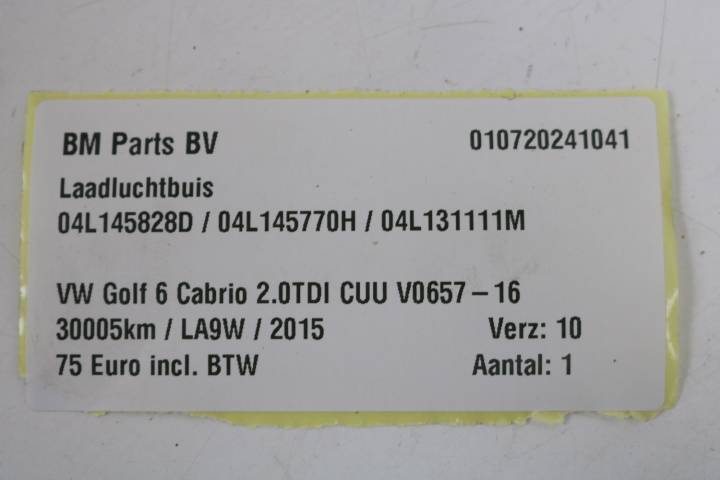 BM Parts BV 010720241041
Laadluchtbuis
04L145828D / 04L145770H / 04L131111M
VW Golf 6 Cabrio 2.0TDI CUU V0657 – 16
30005km / LA9W / 2015 Verz: 10
75 Euro incl. BTW Aantal: 1